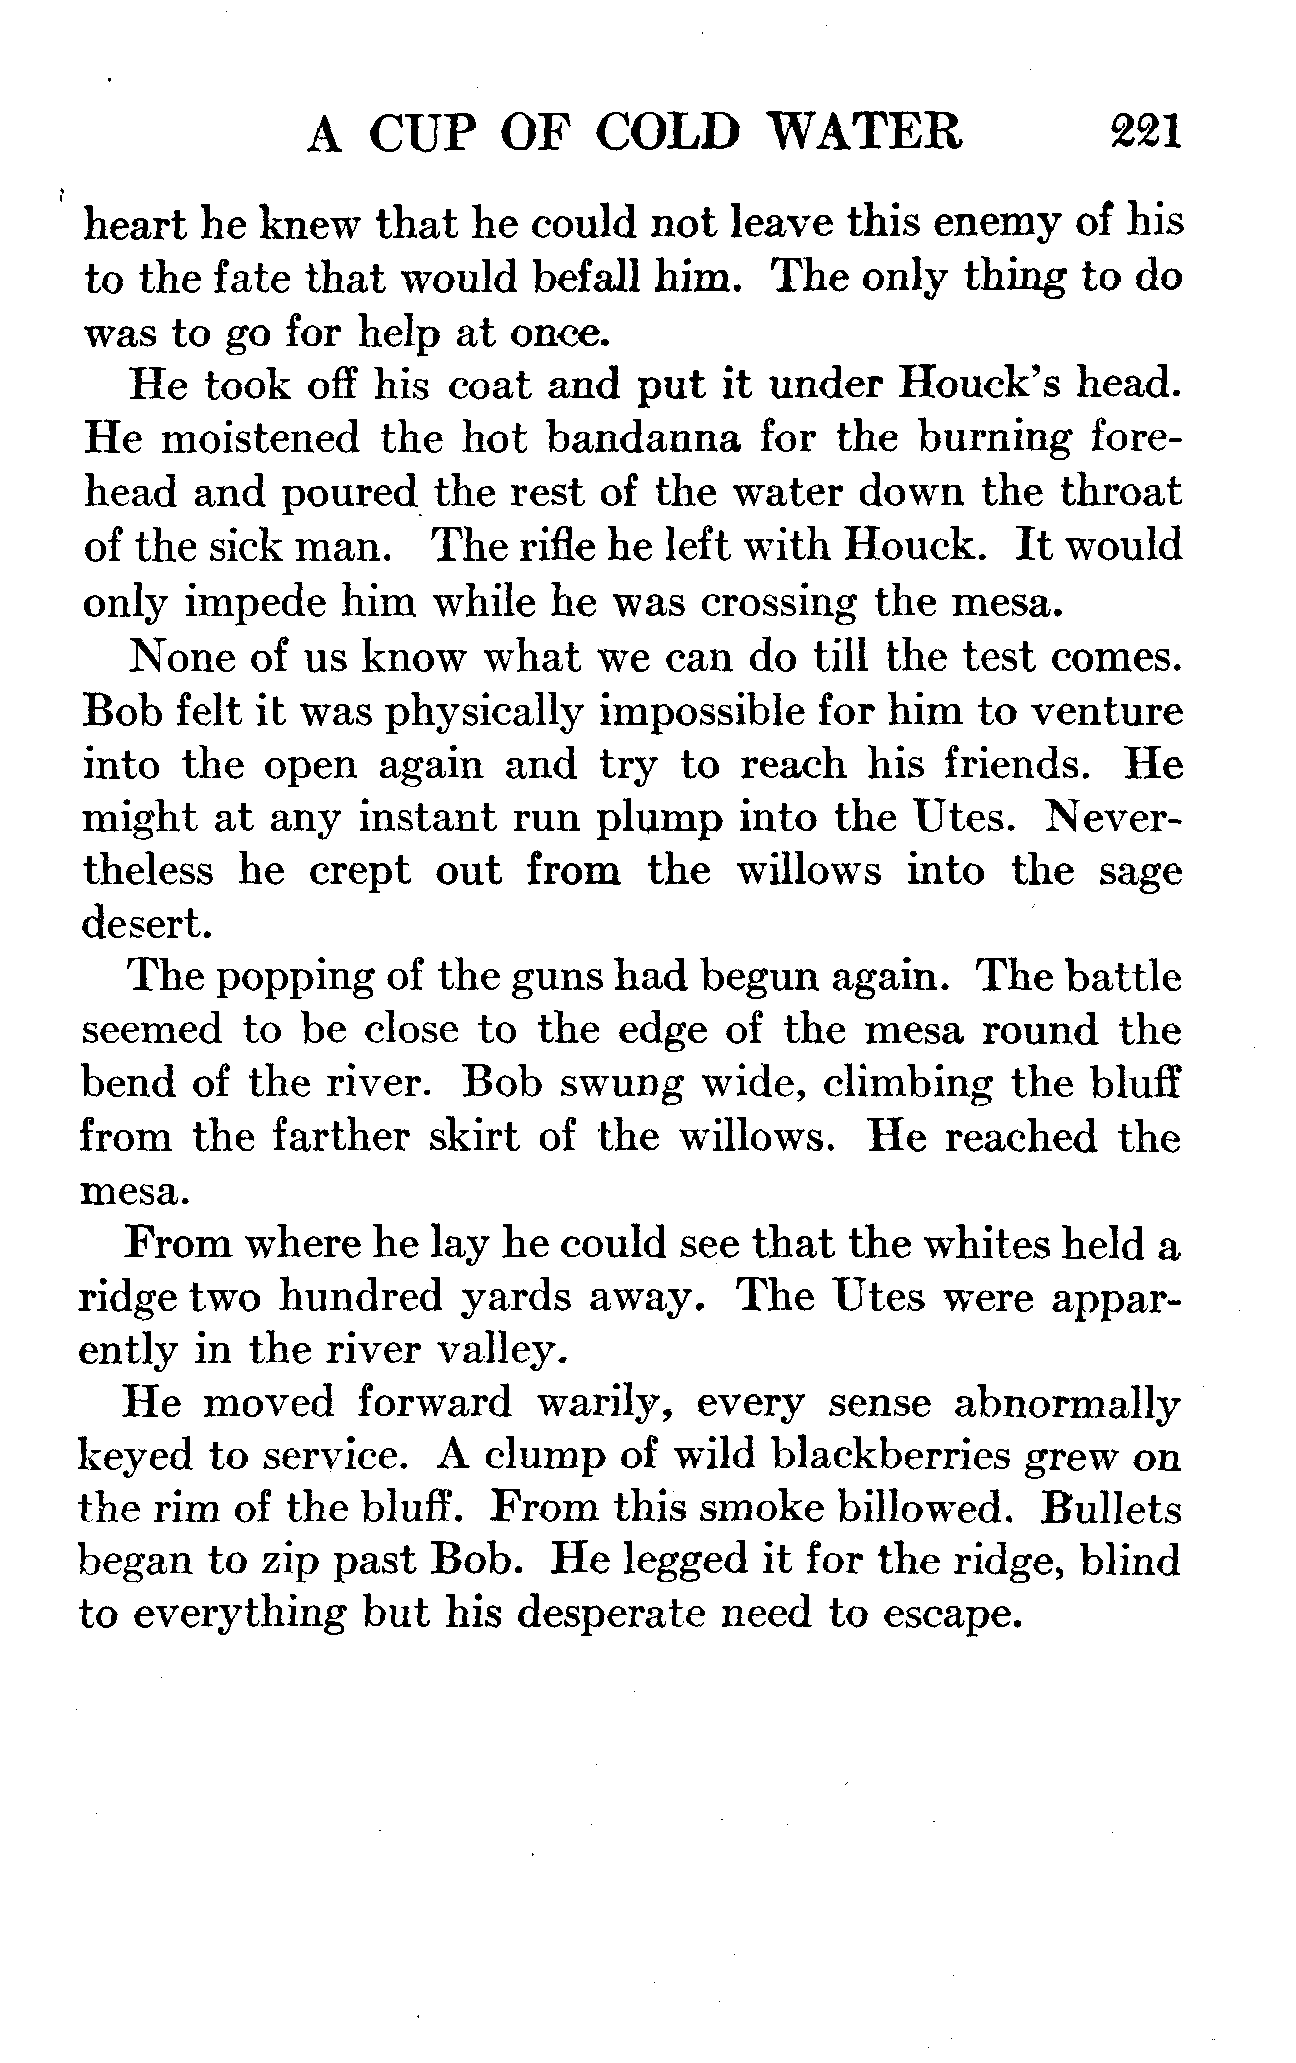 A CUP OF COLD WATER 221
heart he knew that he could not leave this enemy of his
to the fate that would befall him. The only thing to do
was to go for help at once.
He took off his coat and put it under Houck's head.
He moistened the hot bandanna for the burning fore-
head and poured the rest of the water down the throat
of the sick man. The rifle he left with Houck. It would
only impede him while he was crossing the mesa.
None of us know what we can do till the test comes.
Bob felt it was physically impossible for him to venture
into the open again and try to reach his friends. He
might at any instant run plump into the Utes. Never-
theless he crept out from the willows into the sage
desert.
The popping of the guns had begun again. The battle
seemed to be close to the edge of the mesa round the
bend of the river. Bob swung wide, climbing the bluff
from the farther skirt of the willows. He reached the
mesa.
From where he lay he could see that the whites held a
ridge two hundred yards away. The Utes were appar-
ently in the river valley.
He moved forward warily, every sense abnormally
keyed to service. A clump of wild blackberries grew on
the rim of the bluff. From this smoke billowed. Bullets
began to zip past Bob. He legged it for the ridge, blind
to everything but his desperate need to escape.